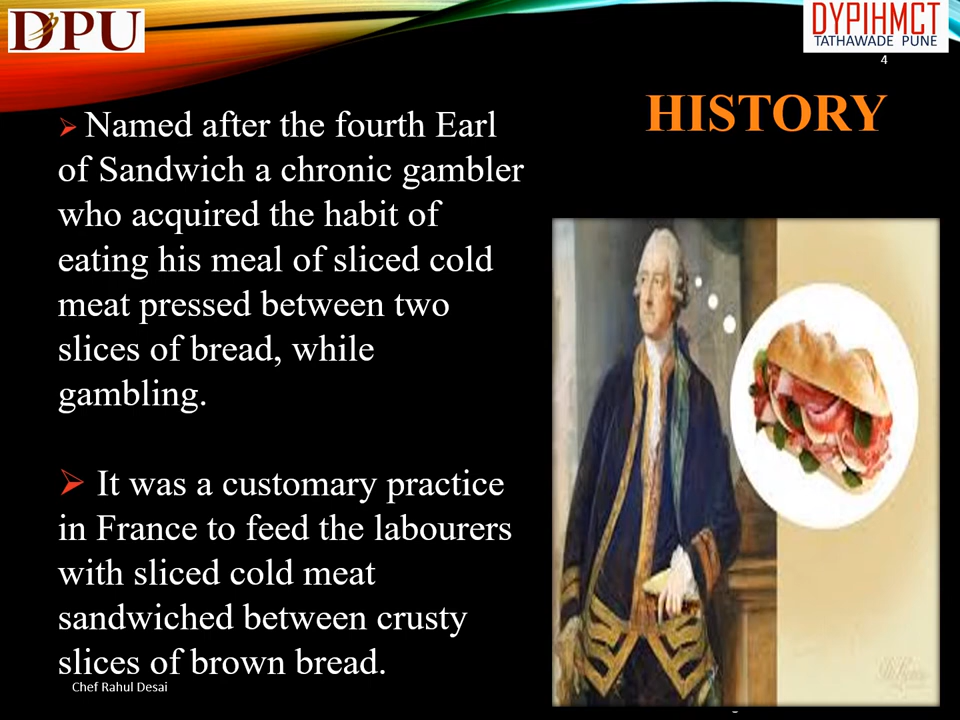 DPU
DYPIHMCT
TATHAWADE PUNE
4
HISTORY
➢ Named after the fourth Earl
of Sandwich a chronic gambler
who acquired the habit of
eating his meal of sliced cold
meat pressed between two
slices of bread, while
gambling.
➢ It was a customary practice
in France to feed the labourers
with sliced cold meat
sandwiched between crusty
slices of brown bread.
Chef Rahul Desai